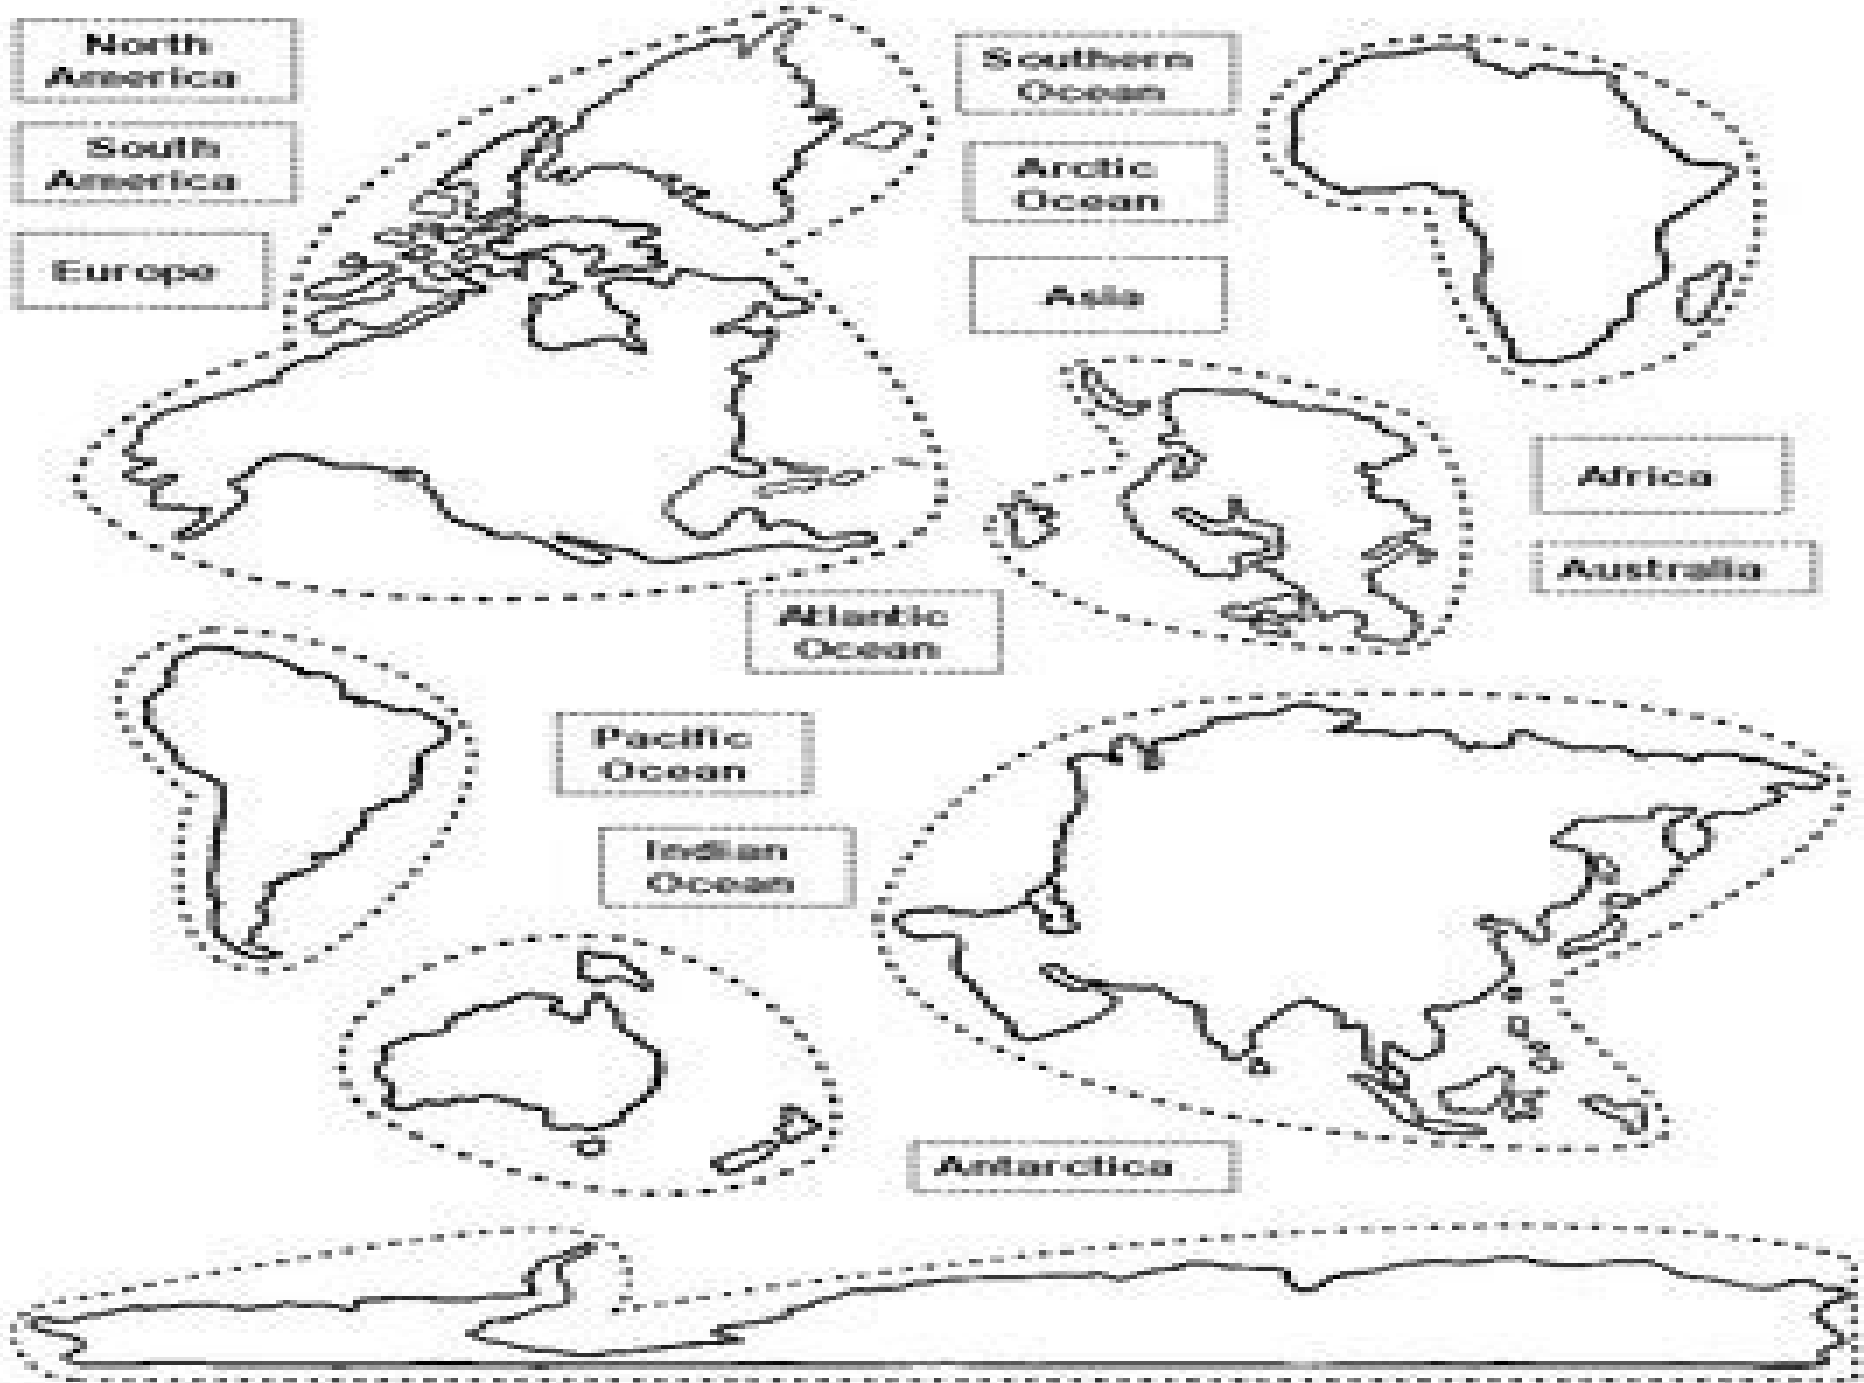 North
America
South
America
Europe
Southern
Ocean
Arctic
Ocean
Asia
Africa
Australia
Atlantic
Ocean
Pacific
Ocean
Indian
Ocean
Antarctica